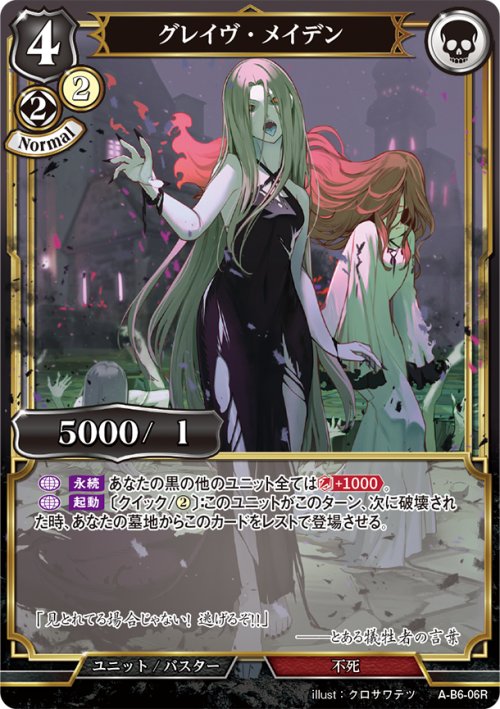 4
グレイヴ・メイデン
2
2
Normal
5000/ 1
永続 あなたの黒の他のユニット全ては +1000。
起動 〔クイック/②〕:このユニットがこのターン、次に破壊され
た時、あなたの墓地からこのカードをレストで登場させる。
「見とれてる場合じゃない! 逃げるぞ!!」
——とある犠牲者の言葉
ユニット / バスター
不死
illust:クロサワテツ
A-B6-06R